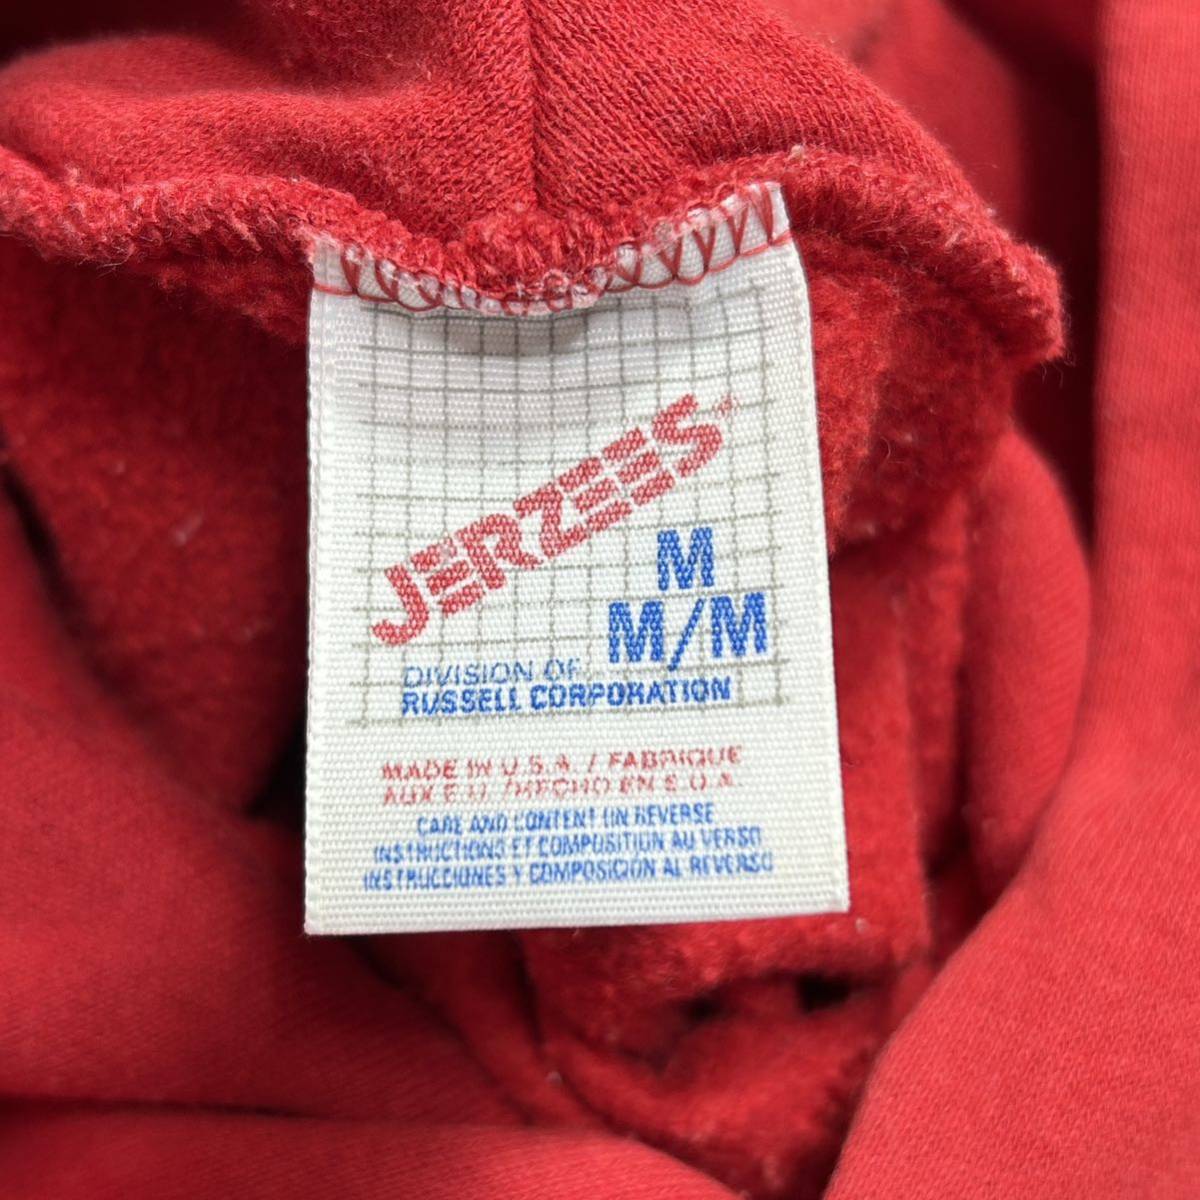 JERZEES
M
M/M
DIVISION OF
RUSSELL CORPORATION
MADE IN U.S.A. / FABRIQUE
AUX E.U. /HECHO EN E.U.A.
CARE AND CONTENT ON REVERSE
INSTRUCTIONS ET COMPOSITION AU VERSO
INSTRUCCIONES Y COMPOSICION AL REVERSO